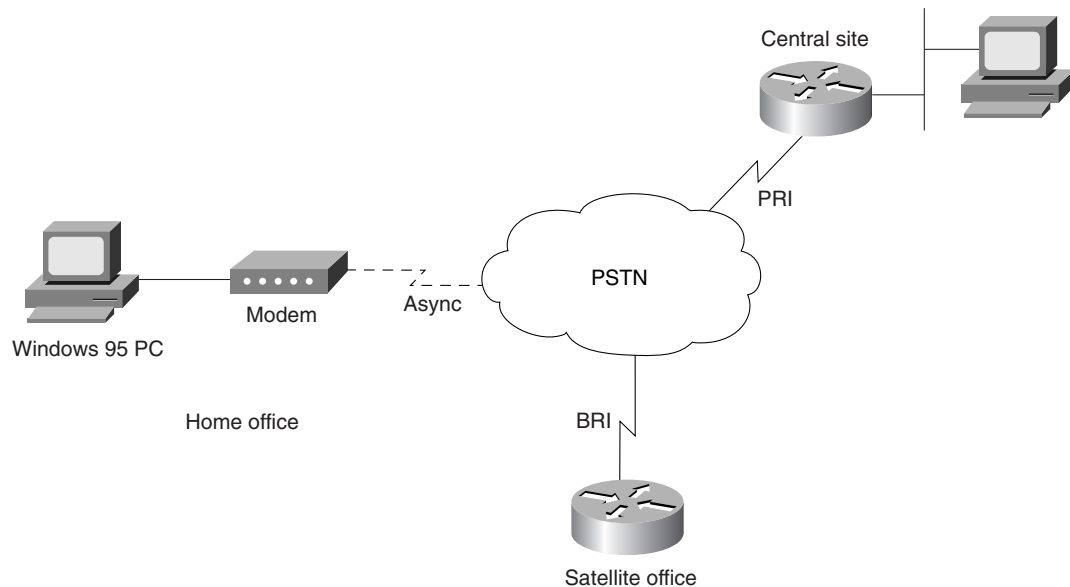 Central site
PRI
PSTN
Async
Modem
Windows 95 PC
Home office
BRI
Satellite office